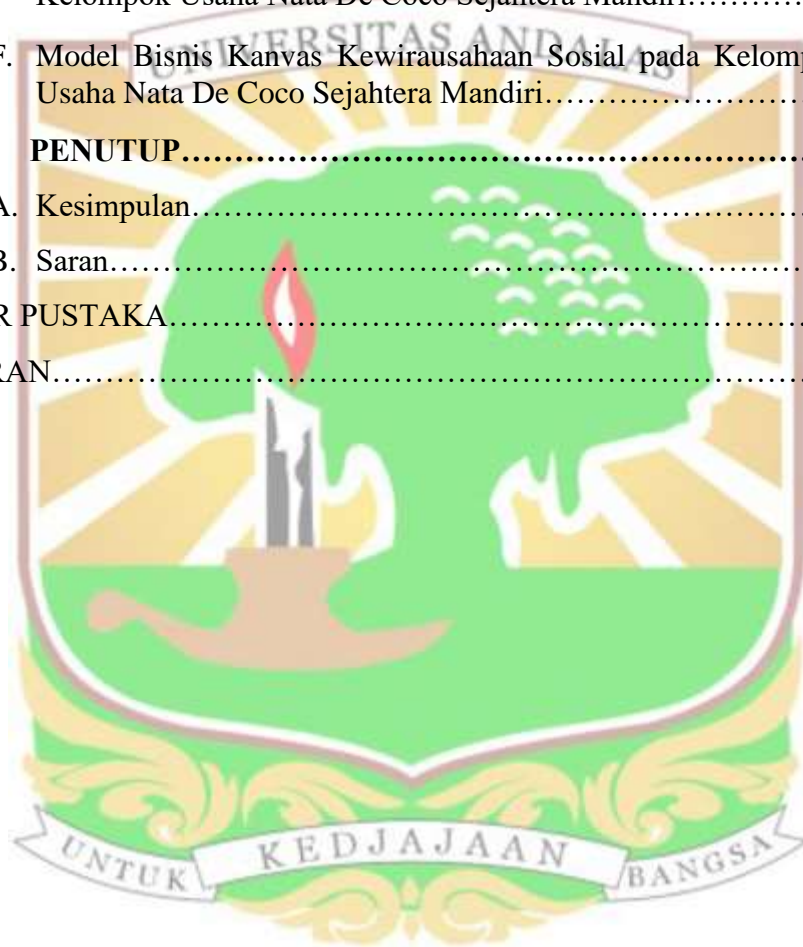 Kelompok Usaha Nata De Coco Sejahtera Mandiri…………
UNIVERSITAS ANDALAS
F. Model Bisnis Kanvas Kewirausahaan Sosial pada Kelomp
Usaha Nata De Coco Sejahtera Mandiri……………………
PENUTUP……………………………………………………
A. Kesimpulan…………………………………………………
B. Saran…………………………………………………………
R PUSTAKA……………………………………………………
RAN………………………………………………………………
UNTUK KEDJAJAAN BANGSA